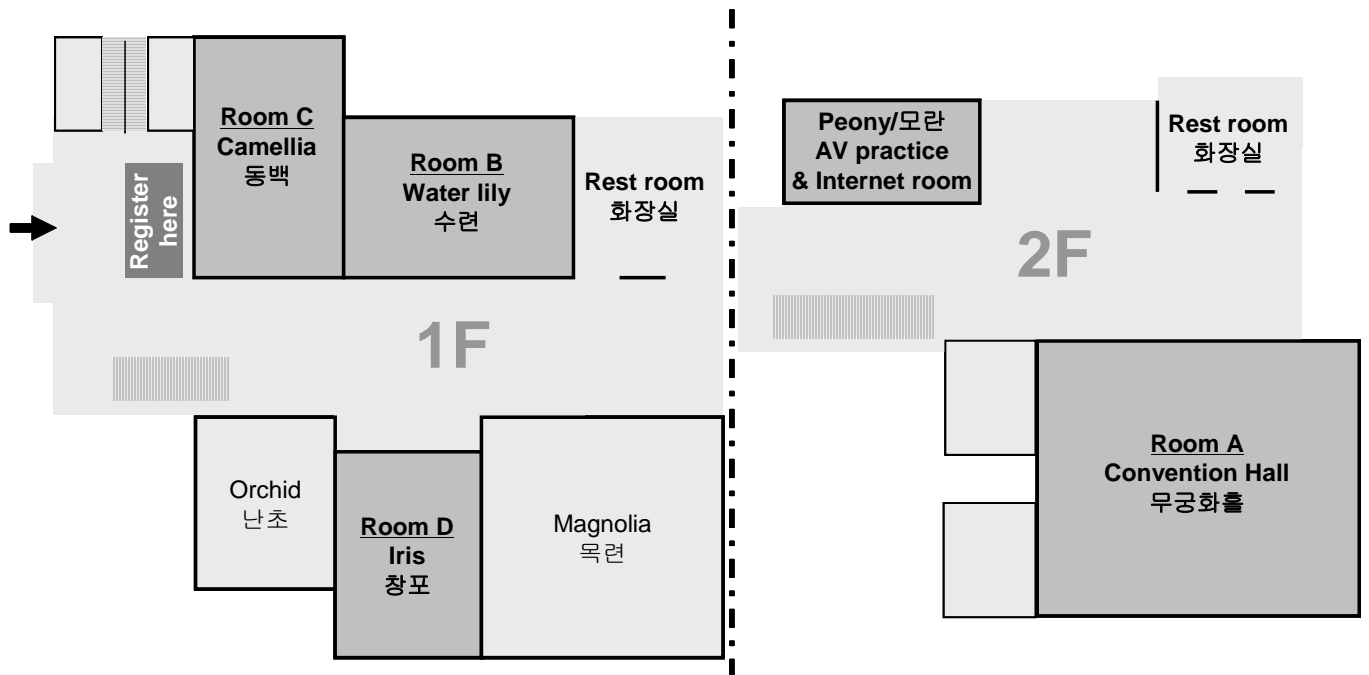 Room C
Camellia
동백
Room B
Water lily
수련
Rest room
화장실
Register
here
1F
Orchid
난초
Room D
Iris
창포
Magnolia
목련
Peony/모란
AV practice
& Internet room
Rest room
화장실
2F
Room A
Convention Hall
무궁화홀